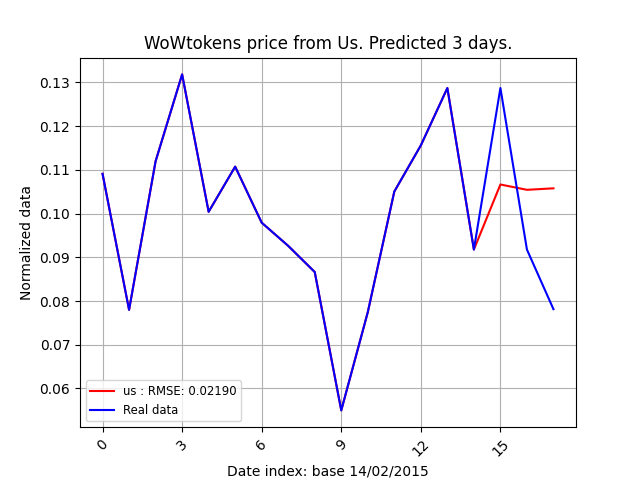 WoWtokens price from Us. Predicted 3 days.
0.13
0.12
0.11
0.10
0.09
0.08
0.07
0.06
Normalized data
us : RMSE: 0.02190
Real data
0 3 6 9 12 15
Date index: base 14/02/2015